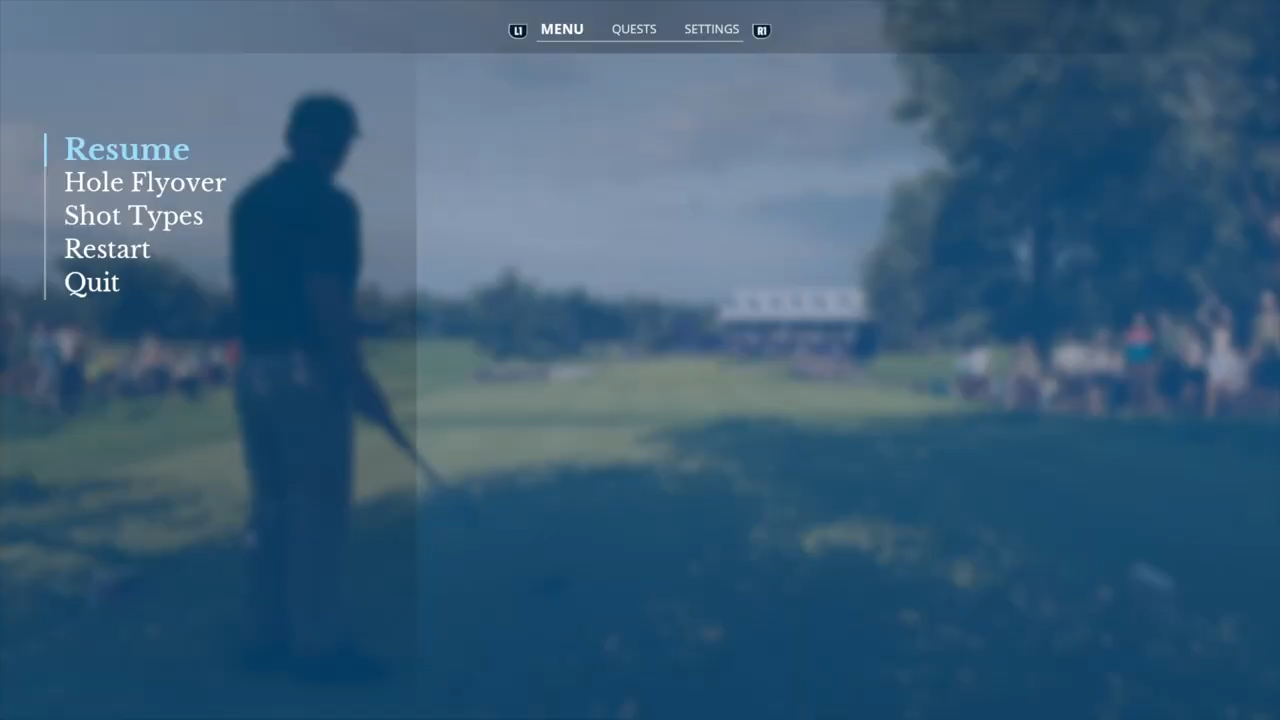 L1 MENU QUESTS SETTINGS R1
Resume
Hole Flyover
Shot Types
Restart
Quit